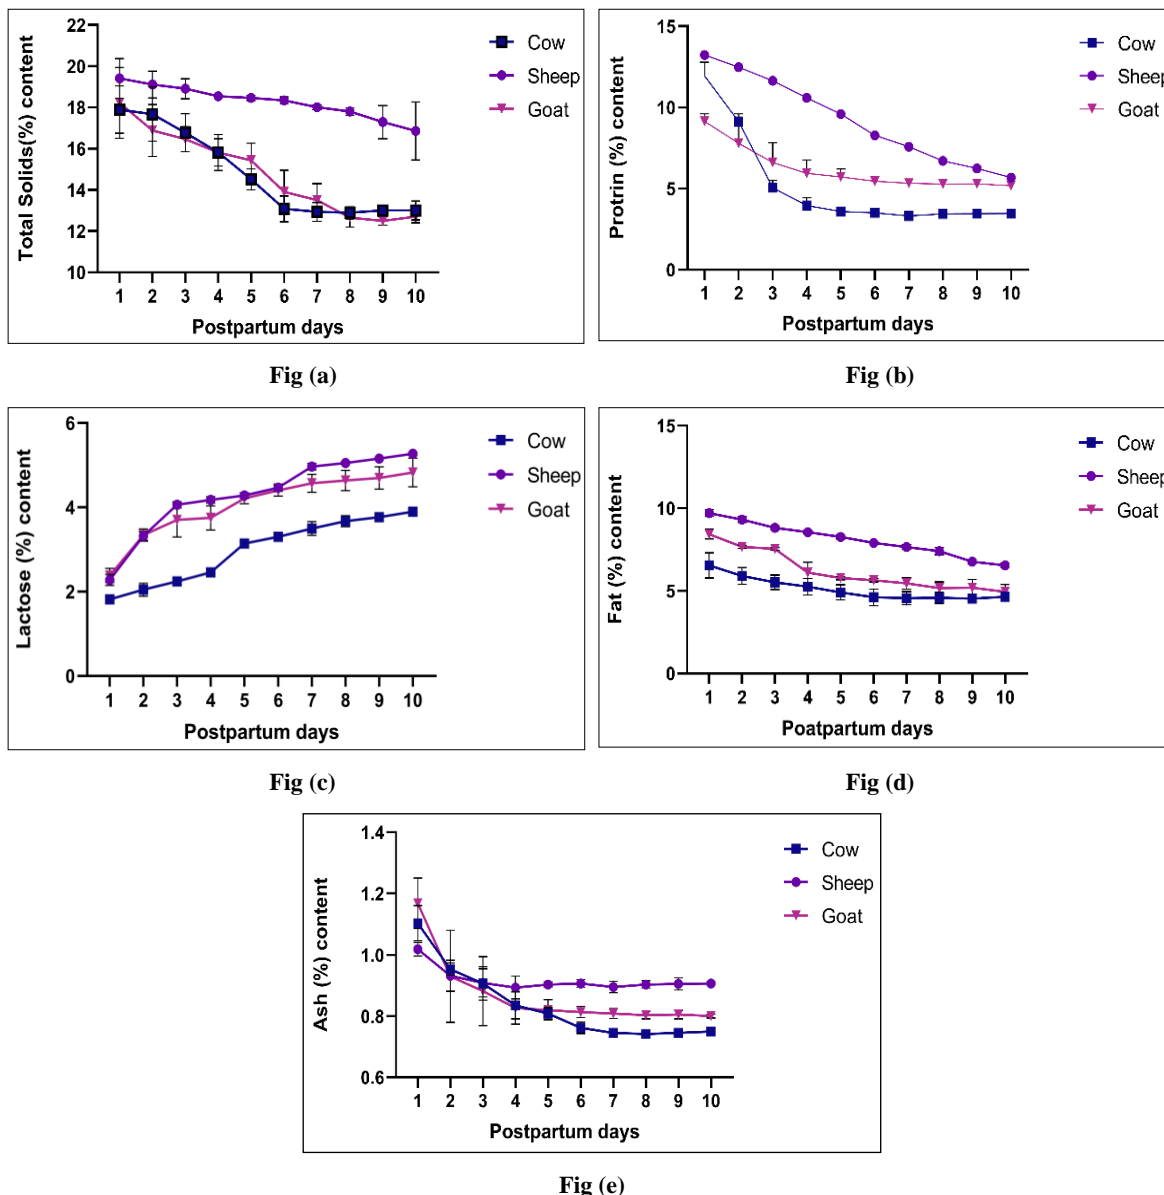 22
20
18
16
14
12
10
Total Solids(%) content
1 2 3 4 5 6 7 8 9 10
Postpartum days
Cow
Sheep
Goat
Fig (a)
15
10
5
0
Protrin (%) content
1 2 3 4 5 6 7 8 9 10
Postpartum days
Cow
Sheep
Goat
Fig (b)
6
4
2
0
Lactose (%) content
1 2 3 4 5 6 7 8 9 10
Postpartum days
Cow
Sheep
Goat
Fig (c)
15
10
5
0
Fat (%) content
1 2 3 4 5 6 7 8 9 10
Poatpartum days
Cow
Sheep
Goat
Fig (d)
1.4
1.2
1.0
0.8
0.6
Ash (%) content
1 2 3 4 5 6 7 8 9 10
Postpartum days
Cow
Sheep
Goat
Fig (e)